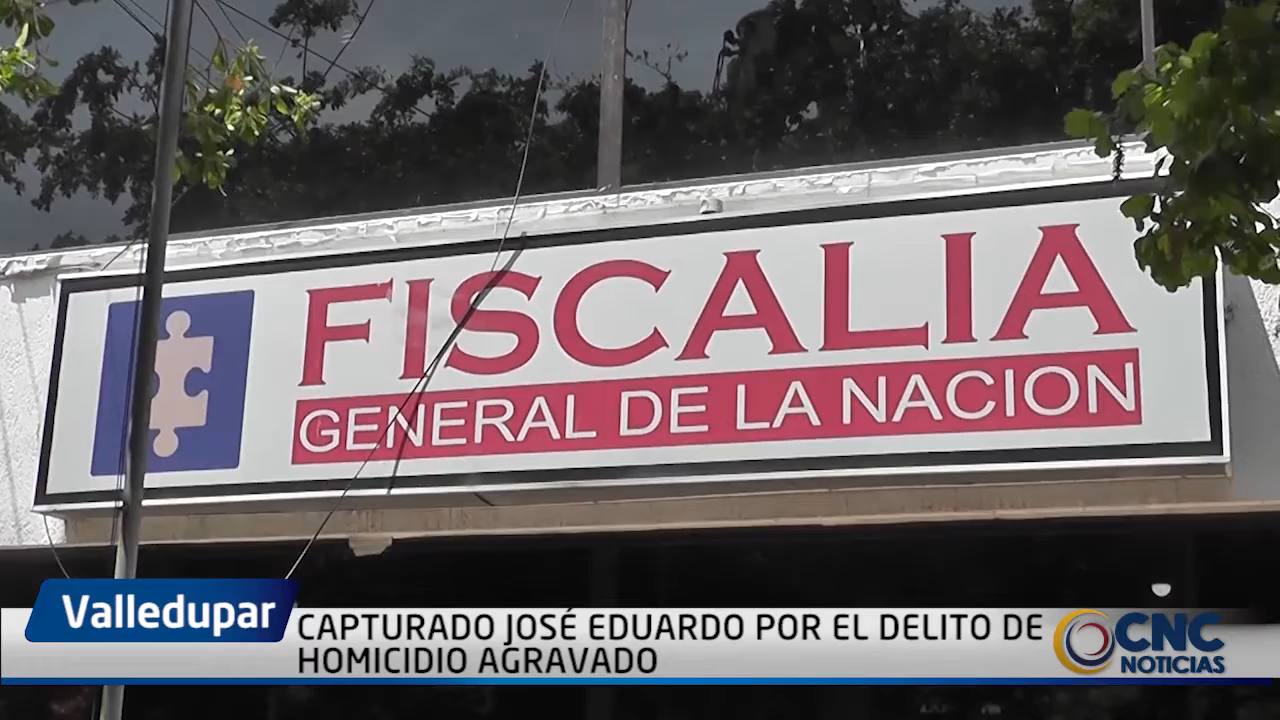 FISCALIA
GENERAL DE LA NACION
Valledupar
CAPTURADO JOSÉ EDUARDO POR EL DELITO DE
HOMICIDIO AGRAVADO
CNC
NOTICIAS